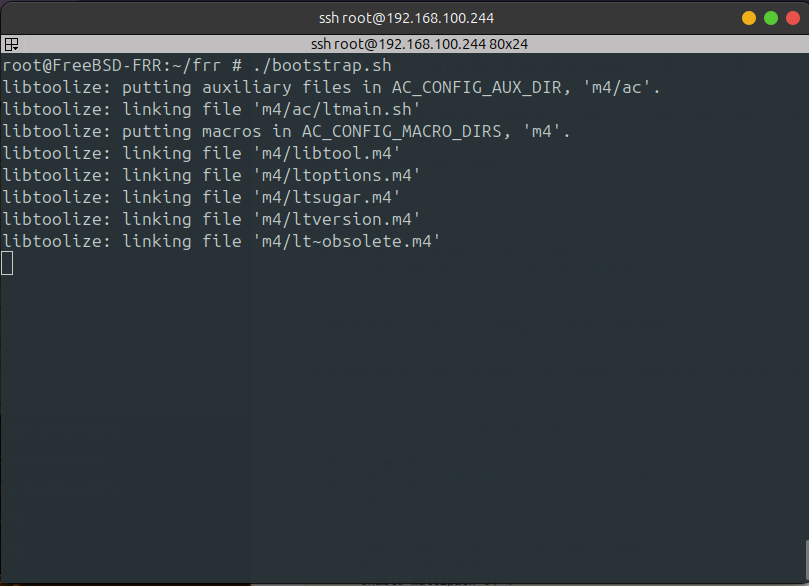 ssh root@192.168.100.244
ssh root@192.168.100.244 80x24
root@FreeBSD-FRR:~/frr # ./bootstrap.sh
libtoolize: putting auxiliary files in AC_CONFIG_AUX_DIR, 'm4/ac'.
libtoolize: linking file 'm4/ac/ltmain.sh'
libtoolize: putting macros in AC_CONFIG_MACRO_DIRS, 'm4'.
libtoolize: linking file 'm4/libtool.m4'
libtoolize: linking file 'm4/ltoptions.m4'
libtoolize: linking file 'm4/ltsugar.m4'
libtoolize: linking file 'm4/ltversion.m4'
libtoolize: linking file 'm4/lt~obsolete.m4'